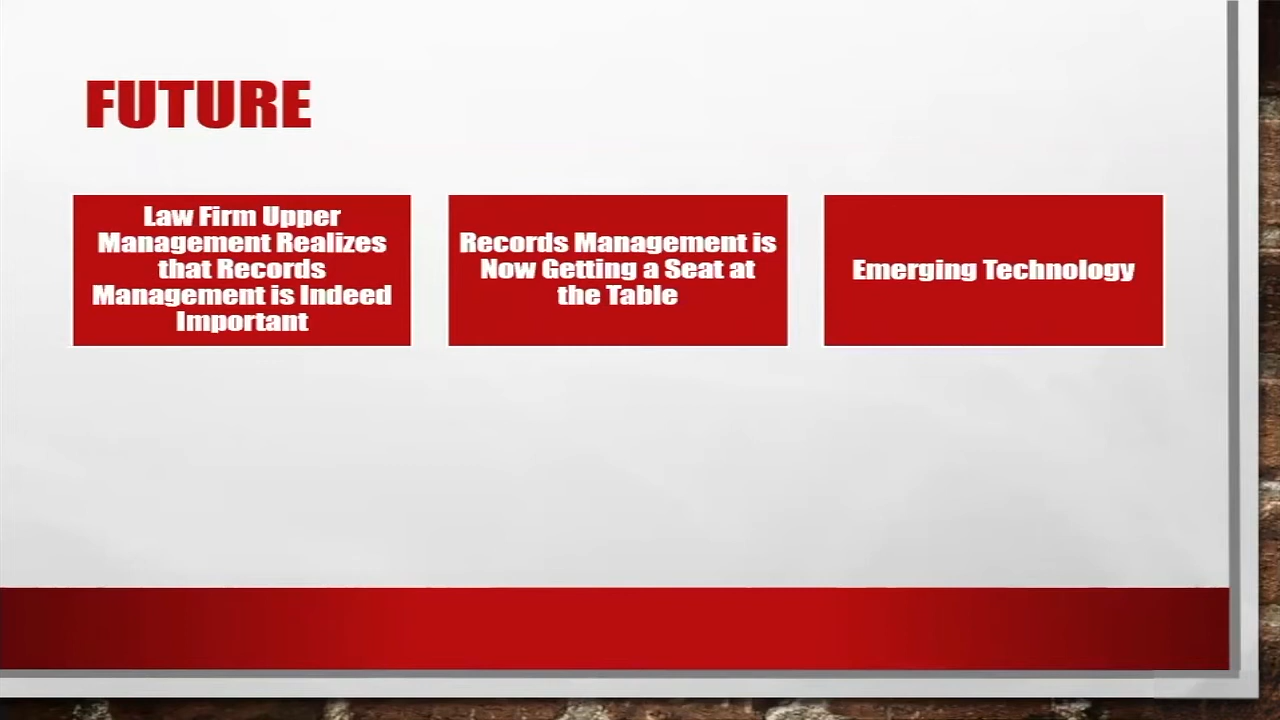 FUTURE
Law Firm Upper
Management Realizes
that Records
Management is Indeed
Important
Records Management is
Now Getting a Seat at
the Table
Emerging Technology